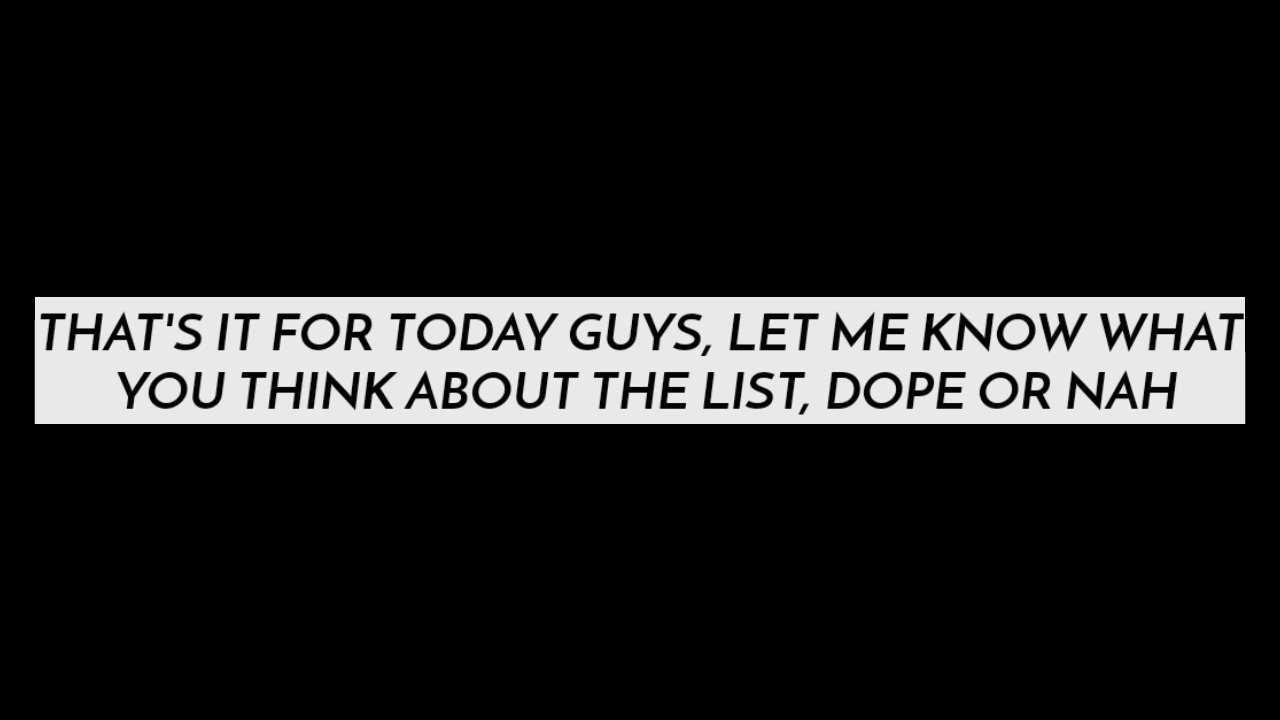 THAT'S IT FOR TODAY GUYS, LET ME KNOW WHAT
YOU THINK ABOUT THE LIST, DOPE OR NAH